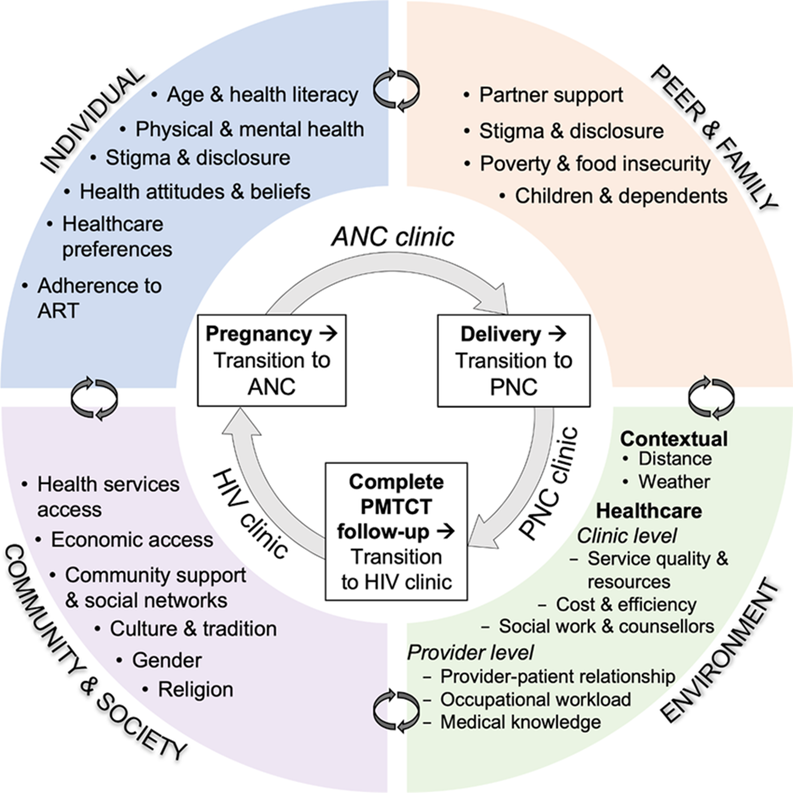 INDIVIDUAL
• Age & health literacy
• Physical & mental health
• Stigma & disclosure
• Health attitudes & beliefs
• Healthcare
preferences
• Adherence to
ART
PEER & FAMILY
• Partner support
• Stigma & disclosure
• Poverty & food insecurity
• Children & dependents
ANC clinic
Pregnancy →
Transition to
ANC
Delivery →
Transition to
PNC
PNC clinic
Complete
PMTCT
follow-up →
Transition
to HIV clinic
HIV clinic
COMMUNITY & SOCIETY
• Health services
access
• Economic access
• Community support
& social networks
• Culture & tradition
• Gender
• Religion
ENVIRONMENT
Contextual
• Distance
• Weather
Healthcare
Clinic level
– Service quality &
resources
– Cost & efficiency
– Social work & counsellors
Provider level
– Provider-patient relationship
– Occupational workload
– Medical knowledge